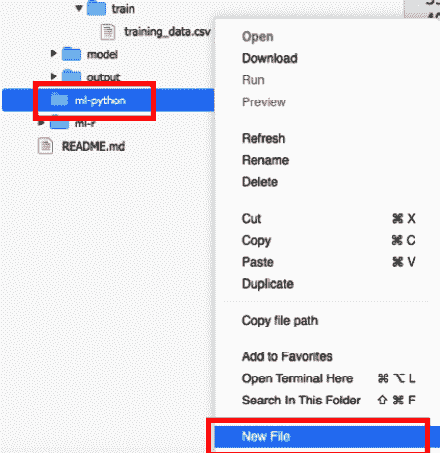 train
training_data.csv
model
output
ml-python
ml-r
README.md
Open
Download
Run
Preview
Refresh
Rename
Delete
Cut ⌘ X
Copy ⌘ C
Paste ⌘ V
Duplicate
Copy file path
Add to Favorites
Open Terminal Here ⌘ ⌥ L
Search In This Folder ⇧ ⌘ F
New File